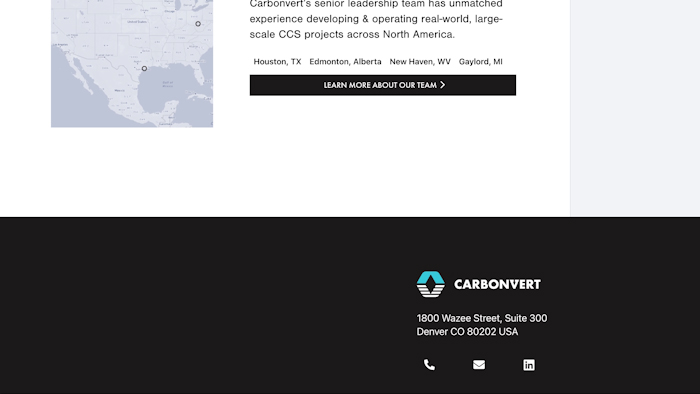 Carbonvert's senior leadership team has unmatched
experience developing & operating real-world, large-
scale CCS projects across North America.
Houston, TX Edmonton, Alberta New Haven, WV Gaylord, MI
LEARN MORE ABOUT OUR TEAM
CARBONVERT
1800 Wazee Street, Suite 300
Denver CO 80202 USA
in